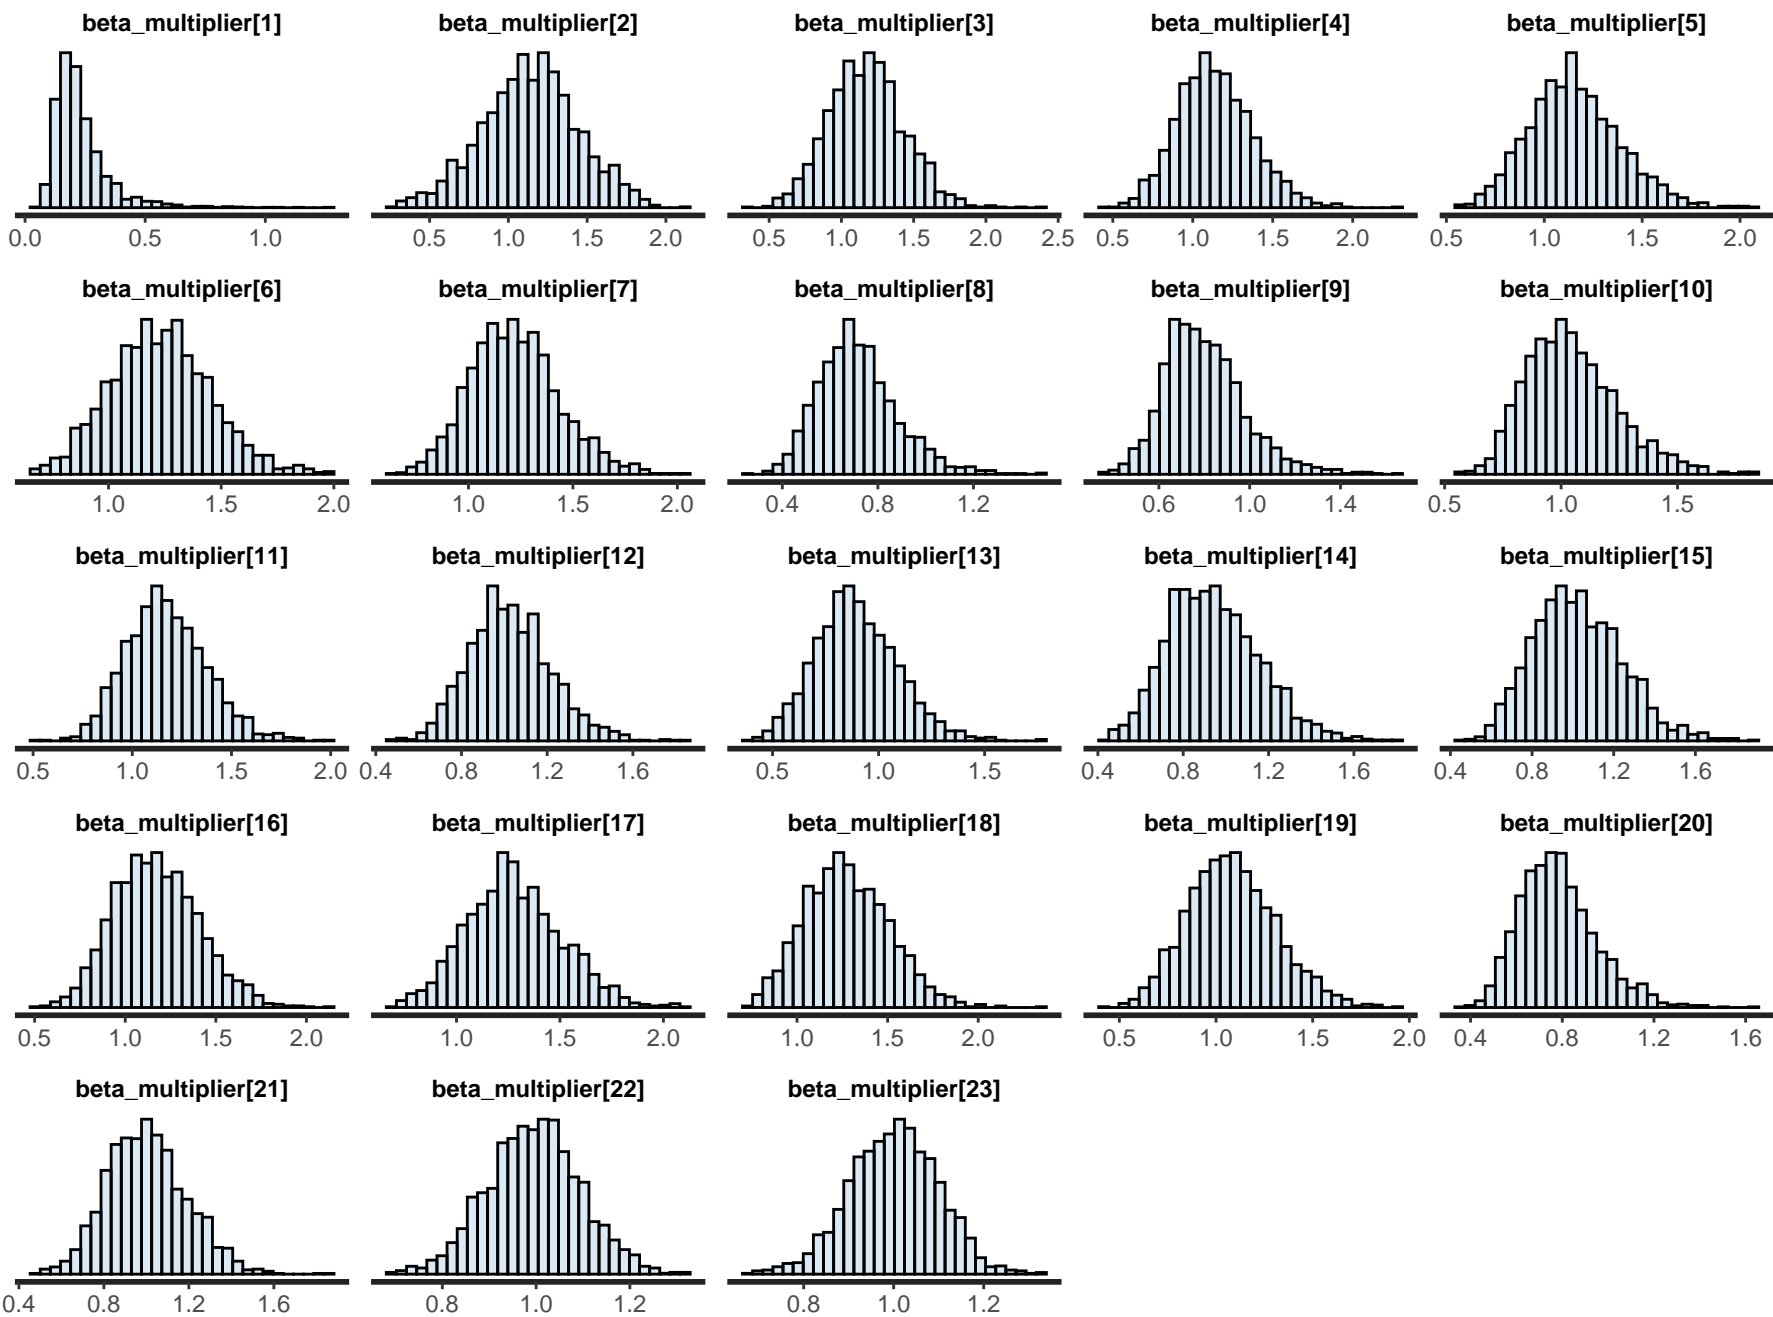 beta_multiplier[1] beta_multiplier[2] beta_multiplier[3] beta_multiplier[4] beta_multiplier[5]
0.0 0.5 1.0 0.5 1.0 1.5 2.0 0.5 1.0 1.5 2.0 2.5 0.5 1.0 1.5 2.0 0.5 1.0 1.5 2.0
beta_multiplier[6] beta_multiplier[7] beta_multiplier[8] beta_multiplier[9] beta_multiplier[10]
1.0 1.5 2.0 1.0 1.5 2.0 0.4 0.8 1.2 0.6 1.0 1.4 0.5 1.0 1.5
beta_multiplier[11] beta_multiplier[12] beta_multiplier[13] beta_multiplier[14] beta_multiplier[15]
0.5 1.0 1.5 2.0 0.4 0.8 1.2 1.6 0.5 1.0 1.5 0.4 0.8 1.2 1.6 0.4 0.8 1.2 1.6
beta_multiplier[16] beta_multiplier[17] beta_multiplier[18] beta_multiplier[19] beta_multiplier[20]
0.5 1.0 1.5 2.0 1.0 1.5 2.0 1.0 1.5 2.0 0.5 1.0 1.5 2.0 0.4 0.8 1.2 1.6
beta_multiplier[21] beta_multiplier[22] beta_multiplier[23]
0.4 0.8 1.2 1.6 0.8 1.0 1.2 0.8 1.0 1.2